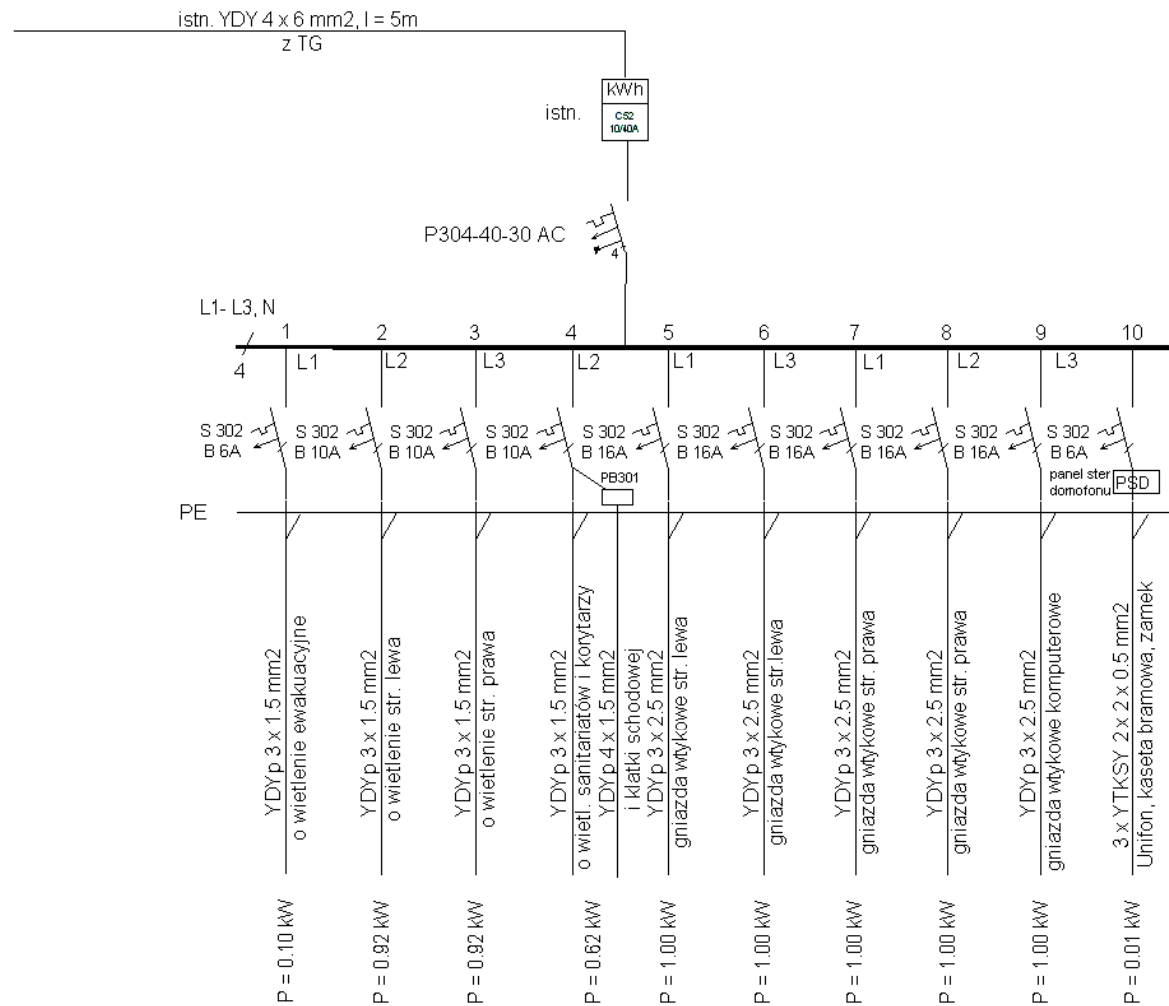 istn. YDY 4 x 6 mm2, l = 5m
z TG
kWh
istn.
C52
10/40A
P304-40-30 AC
4
L1- L3, N
4
1
2
3
4
5
6
7
8
9
10
L1
L2
L3
L2
L1
L3
L1
L2
L3
S 302
B 6A
S 302
B 10A
S 302
B 10A
S 302
B 10A
S 302
B 16A
S 302
B 16A
S 302
B 16A
S 302
B 16A
S 302
B 16A
S 302
B 6A
PB301
panel ster
domofonu
PSD
PE
YDYp 3 x 1.5 mm2
o wietlenie ewakuacyjne
YDYp 3 x 1.5 mm2
o wietlenie str. lewa
YDYp 3 x 1.5 mm2
o wietlenie str. prawa
YDYp 3 x 1.5 mm2
o wietl. sanitariatów i korytarzy
YDYp 4 x 1.5 mm2
i klatki schodowej
YDYp 3 x 2.5 mm2
gniazda wtykowe str. lewa
YDYp 3 x 2.5 mm2
gniazda wtykowe str.lewa
YDYp 3 x 2.5 mm2
gniazda wtykowe str. prawa
YDYp 3 x 2.5 mm2
gniazda wtykowe str. prawa
YDYp 3 x 2.5 mm2
gniazda wtykowe komputerowe
3 x YTKSY 2 x 2 x 0.5 mm2
Unifon, kaseta bramowa, zamek
P = 0.10 kW
P = 0.92 kW
P = 0.92 kW
P = 0.62 kW
P = 1.00 kW
P = 1.00 kW
P = 1.00 kW
P = 1.00 kW
P = 1.00 kW
P = 0.01 kW